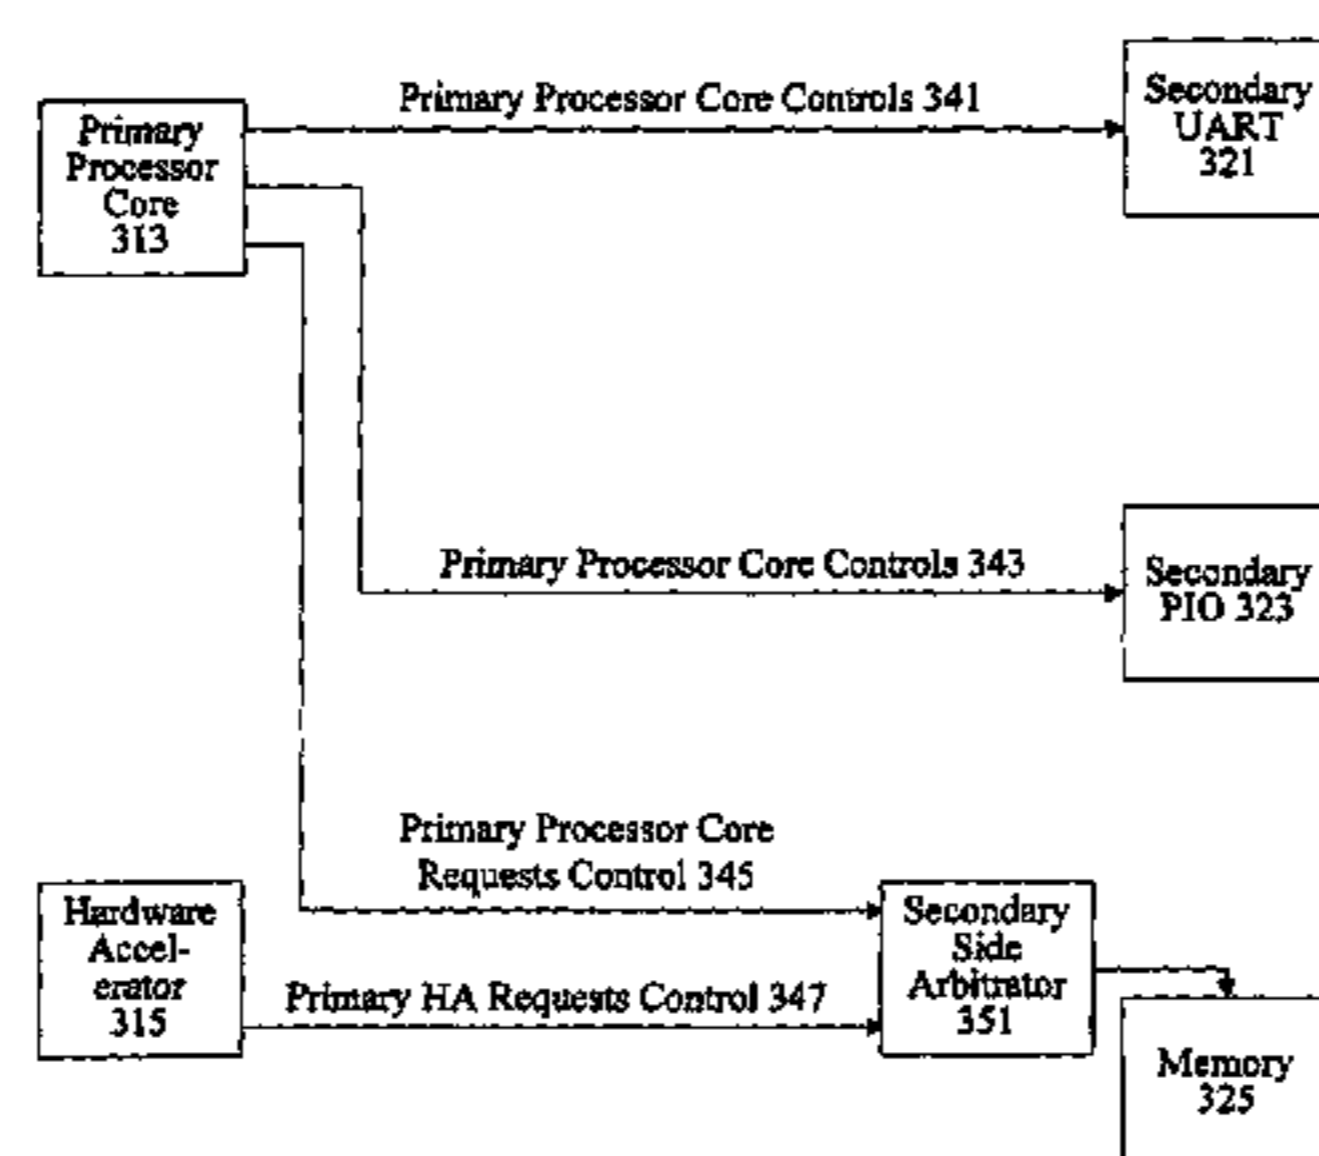 Primary Processor Core Controls 341
Primary
Processor
Core
313
Secondary
UART
321
Primary Processor Core Controls 343
Secondary
PIO 323
Primary Processor Core
Requests Control 345
Hardware
Accel-
erator
315
Primary HA Requests Control 347
Secondary
Side
Arbitrator
351
Memory
325